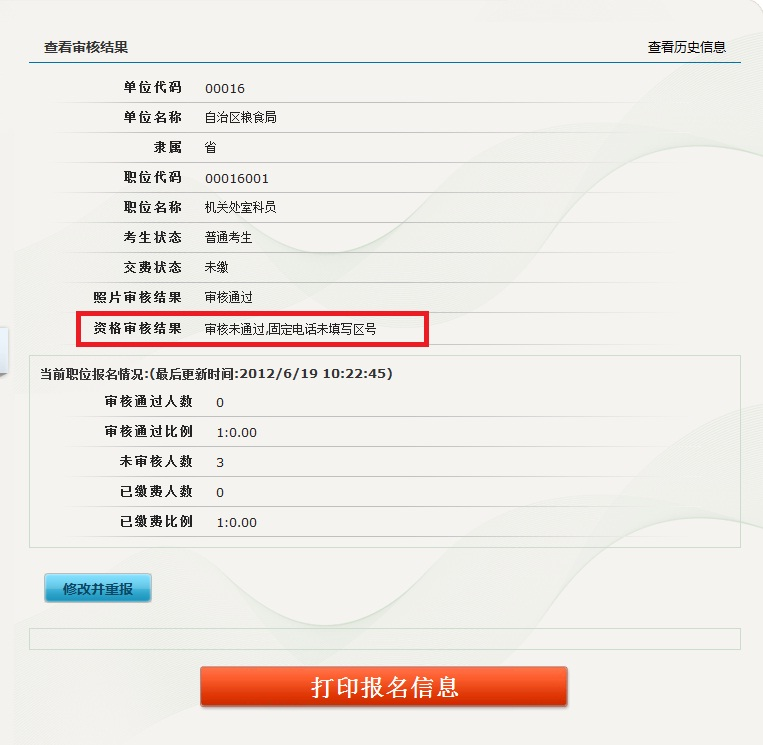 查看审核结果 查看历史信息
单位代码 00016
单位名称 自治区粮食局
隶属 省
职位代码 00016001
职位名称 机关处室科员
考生状态 普通考生
交费状态 未缴
照片审核结果 审核通过
资格审核结果 审核未通过,固定电话未填写区号
当前职位报名情况:(最后更新时间:2012/6/19 10:22:45)
审核通过人数 0
审核通过比例 1:0.00
未审核人数 3
已缴费人数 0
已缴费比例 1:0.00
修改并重报
打印报名信息